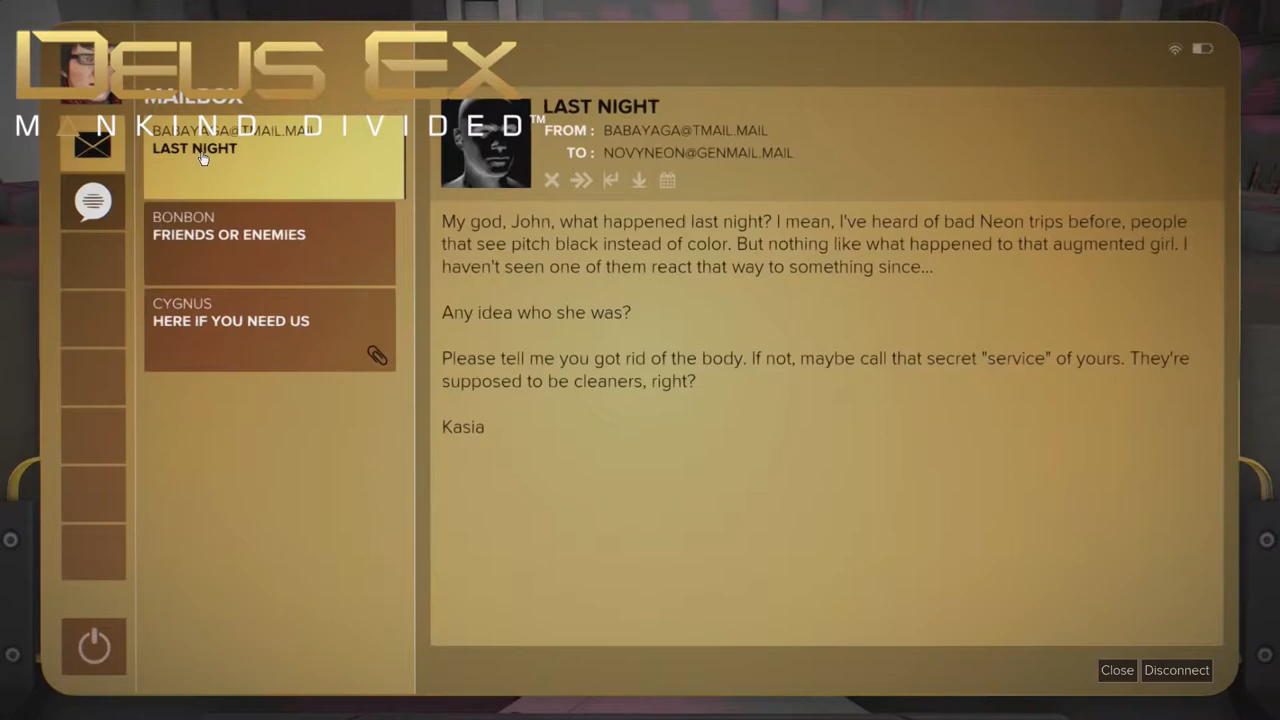 DEUS EX
MANKIND DIVIDED™
MAILBOX
BABAYAGA@TMAIL.MAIL
LAST NIGHT
BONBON
FRIENDS OR ENEMIES
CYGNUS
HERE IF YOU NEED US
LAST NIGHT
FROM : BABAYAGA@TMAIL.MAIL
TO : NOVYNEON@GENMAIL.MAIL
My god, John, what happened last night? I mean, I've heard of bad Neon trips before, people
that see pitch black instead of color. But nothing like what happened to that augmented girl. I
haven't seen one of them react that way to something since...
Any idea who she was?
Please tell me you got rid of the body. If not, maybe call that secret "service" of yours. They're
supposed to be cleaners, right?
Kasia
Close Disconnect